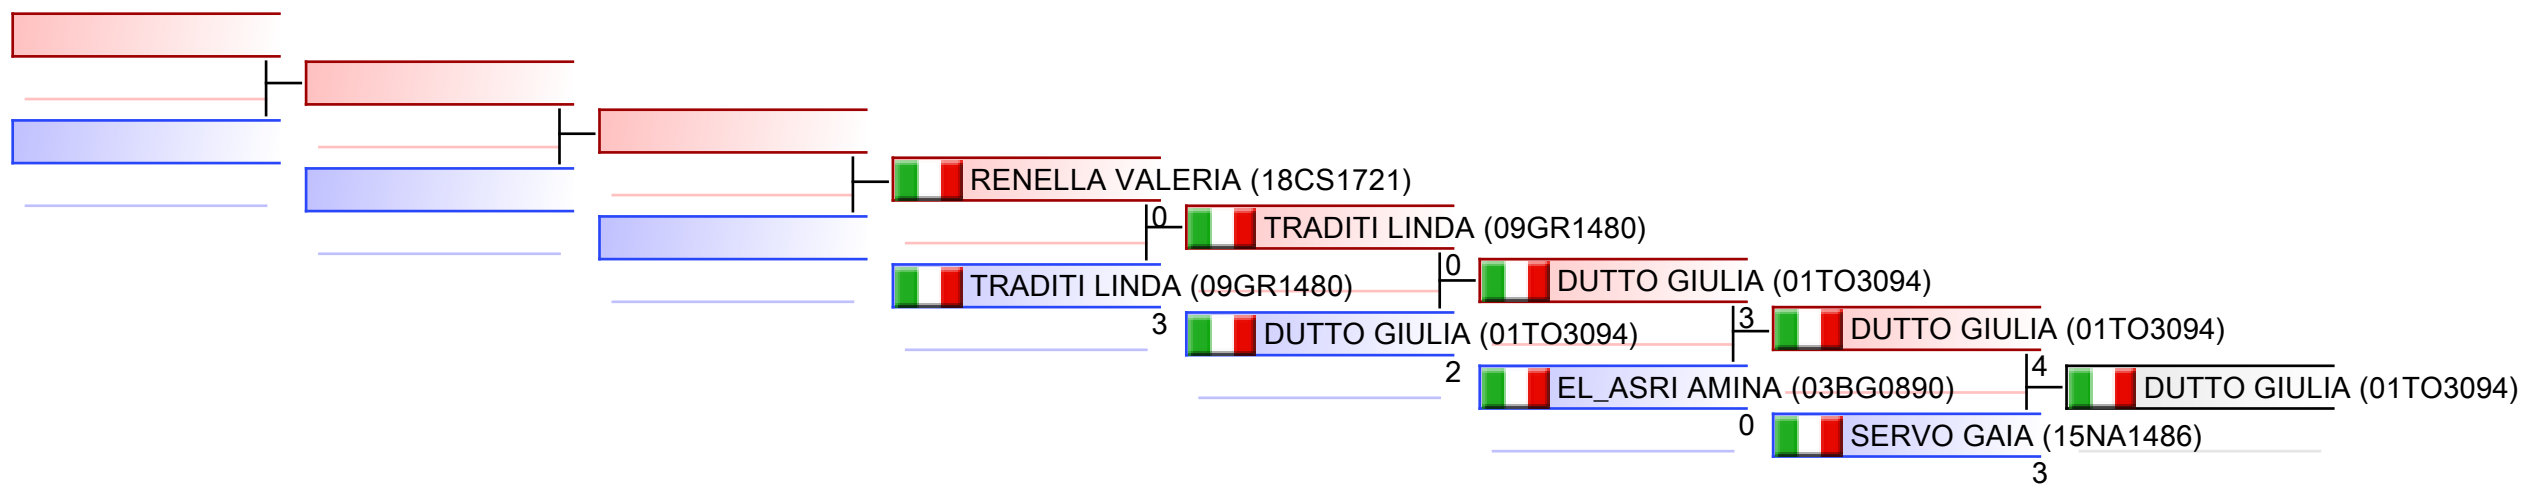 RENELLA VALERIA (18CS1721)
0
TRADITI LINDA (09GR1480)
TRADITI LINDA (09GR1480)
3
0
DUTTO GIULIA (01TO3094)
DUTTO GIULIA (01TO3094)
2
3
DUTTO GIULIA (01TO3094)
EL_ASRI AMINA (03BG0890)
0
4
DUTTO GIULIA (01TO3094)
SERVO GAIA (15NA1486)
3